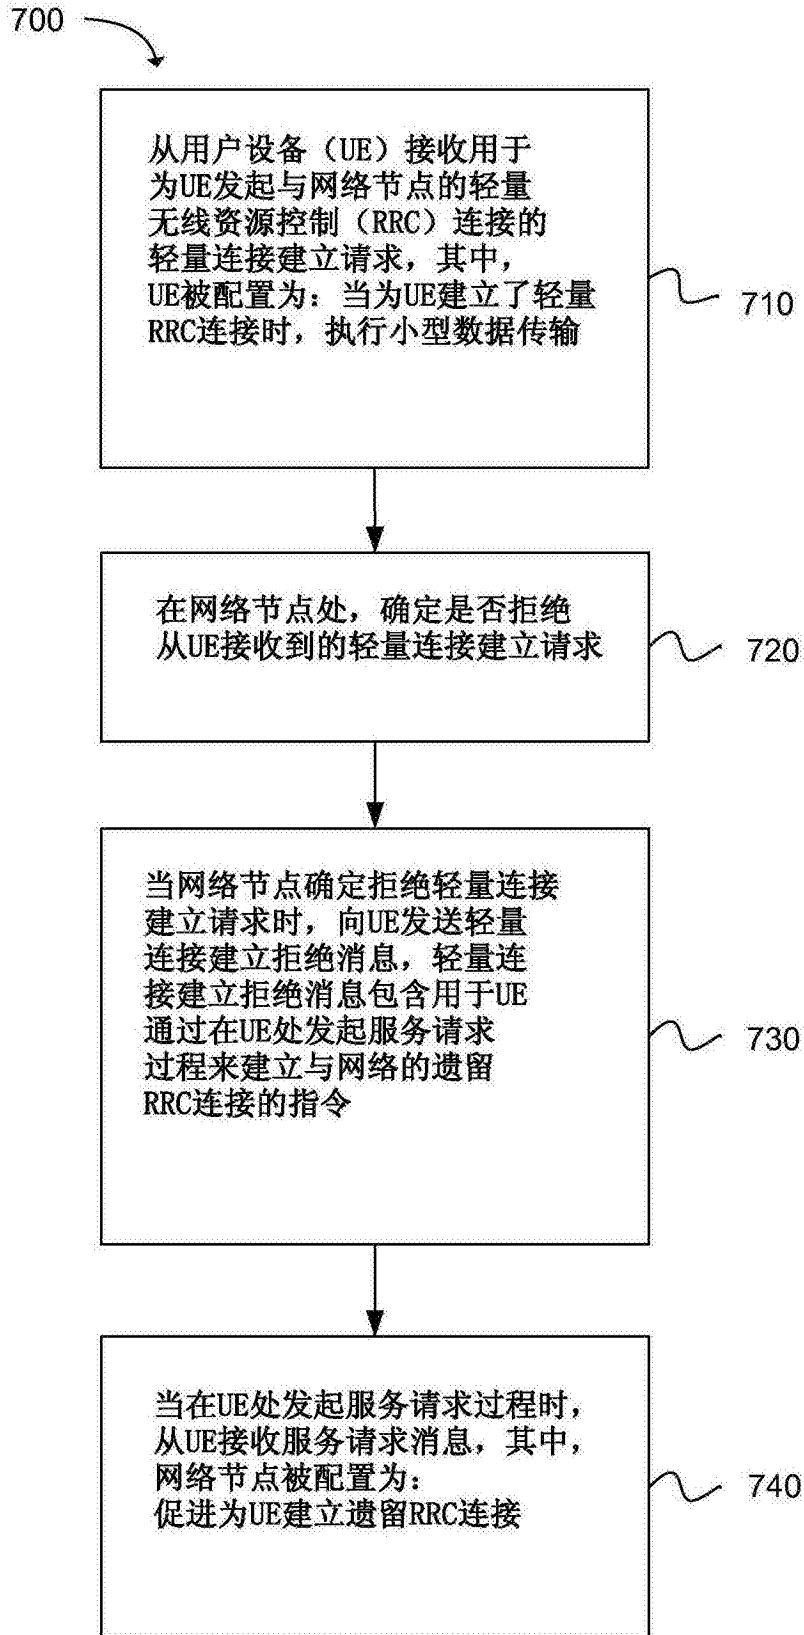 700
从用户设备（UE）接收用于
为UE发起与网络节点的轻量
无线资源控制（RRC）连接的
轻量连接建立请求，其中，
UE被配置为：当为UE建立了轻量
RRC连接时，执行小型数据传输
710
在网络节点处，确定是否拒绝
从UE接收到的轻量连接建立请求
720
当网络节点确定拒绝轻量连接
建立请求时，向UE发送轻量
连接建立拒绝消息，轻量连
接建立拒绝消息包含用于UE
通过在UE处发起服务请求
过程来建立与网络的遗留
RRC连接的指令
730
当在UE处发起服务请求过程时，
从UE接收服务请求消息，其中，
网络节点被配置为：
促进为UE建立遗留RRC连接
740